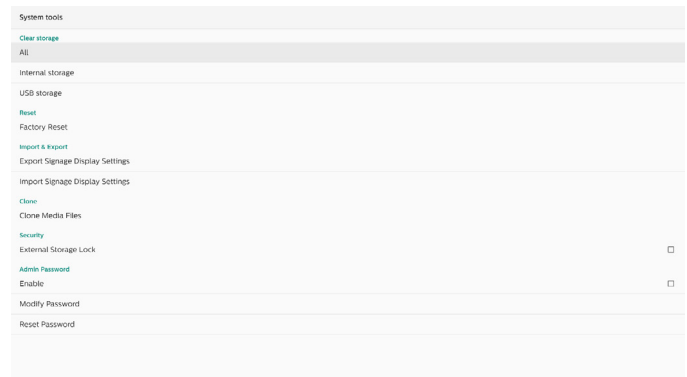 System tools
Clear storage
All
Internal storage
USB storage
Reset
Factory Reset
Import & Export
Export Signage Display Settings
Import Signage Display Settings
Clone
Clone Media Files
Security
External Storage Lock
Admin Password
Enable
Modify Password
Reset Password